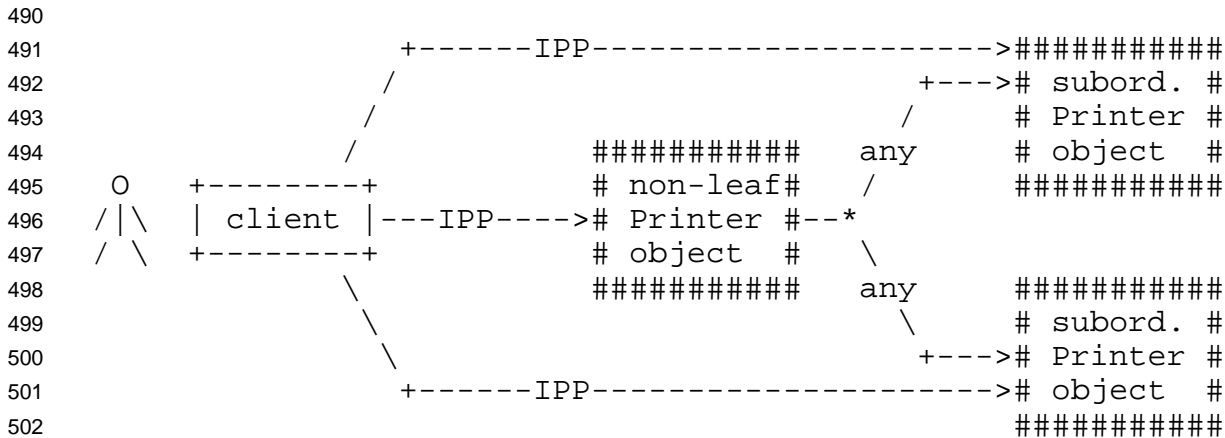 490
491                     +------IPP----------------------->###########
492                    /                              +---># subord. #
493                   /                              /     # Printer #
494                  /              ###########   any      # object  #
495    O   +--------+             # non-leaf#   /        ###########
496   /|\  | client |---IPP----># Printer #--*
497   / \  +--------+             # object  #   \
498                  \              ###########   any      ###########
499                   \                              \     # subord. #
500                    \                              +---># Printer #
501                     +------IPP-----------------------># object  #
502                                                        ###########